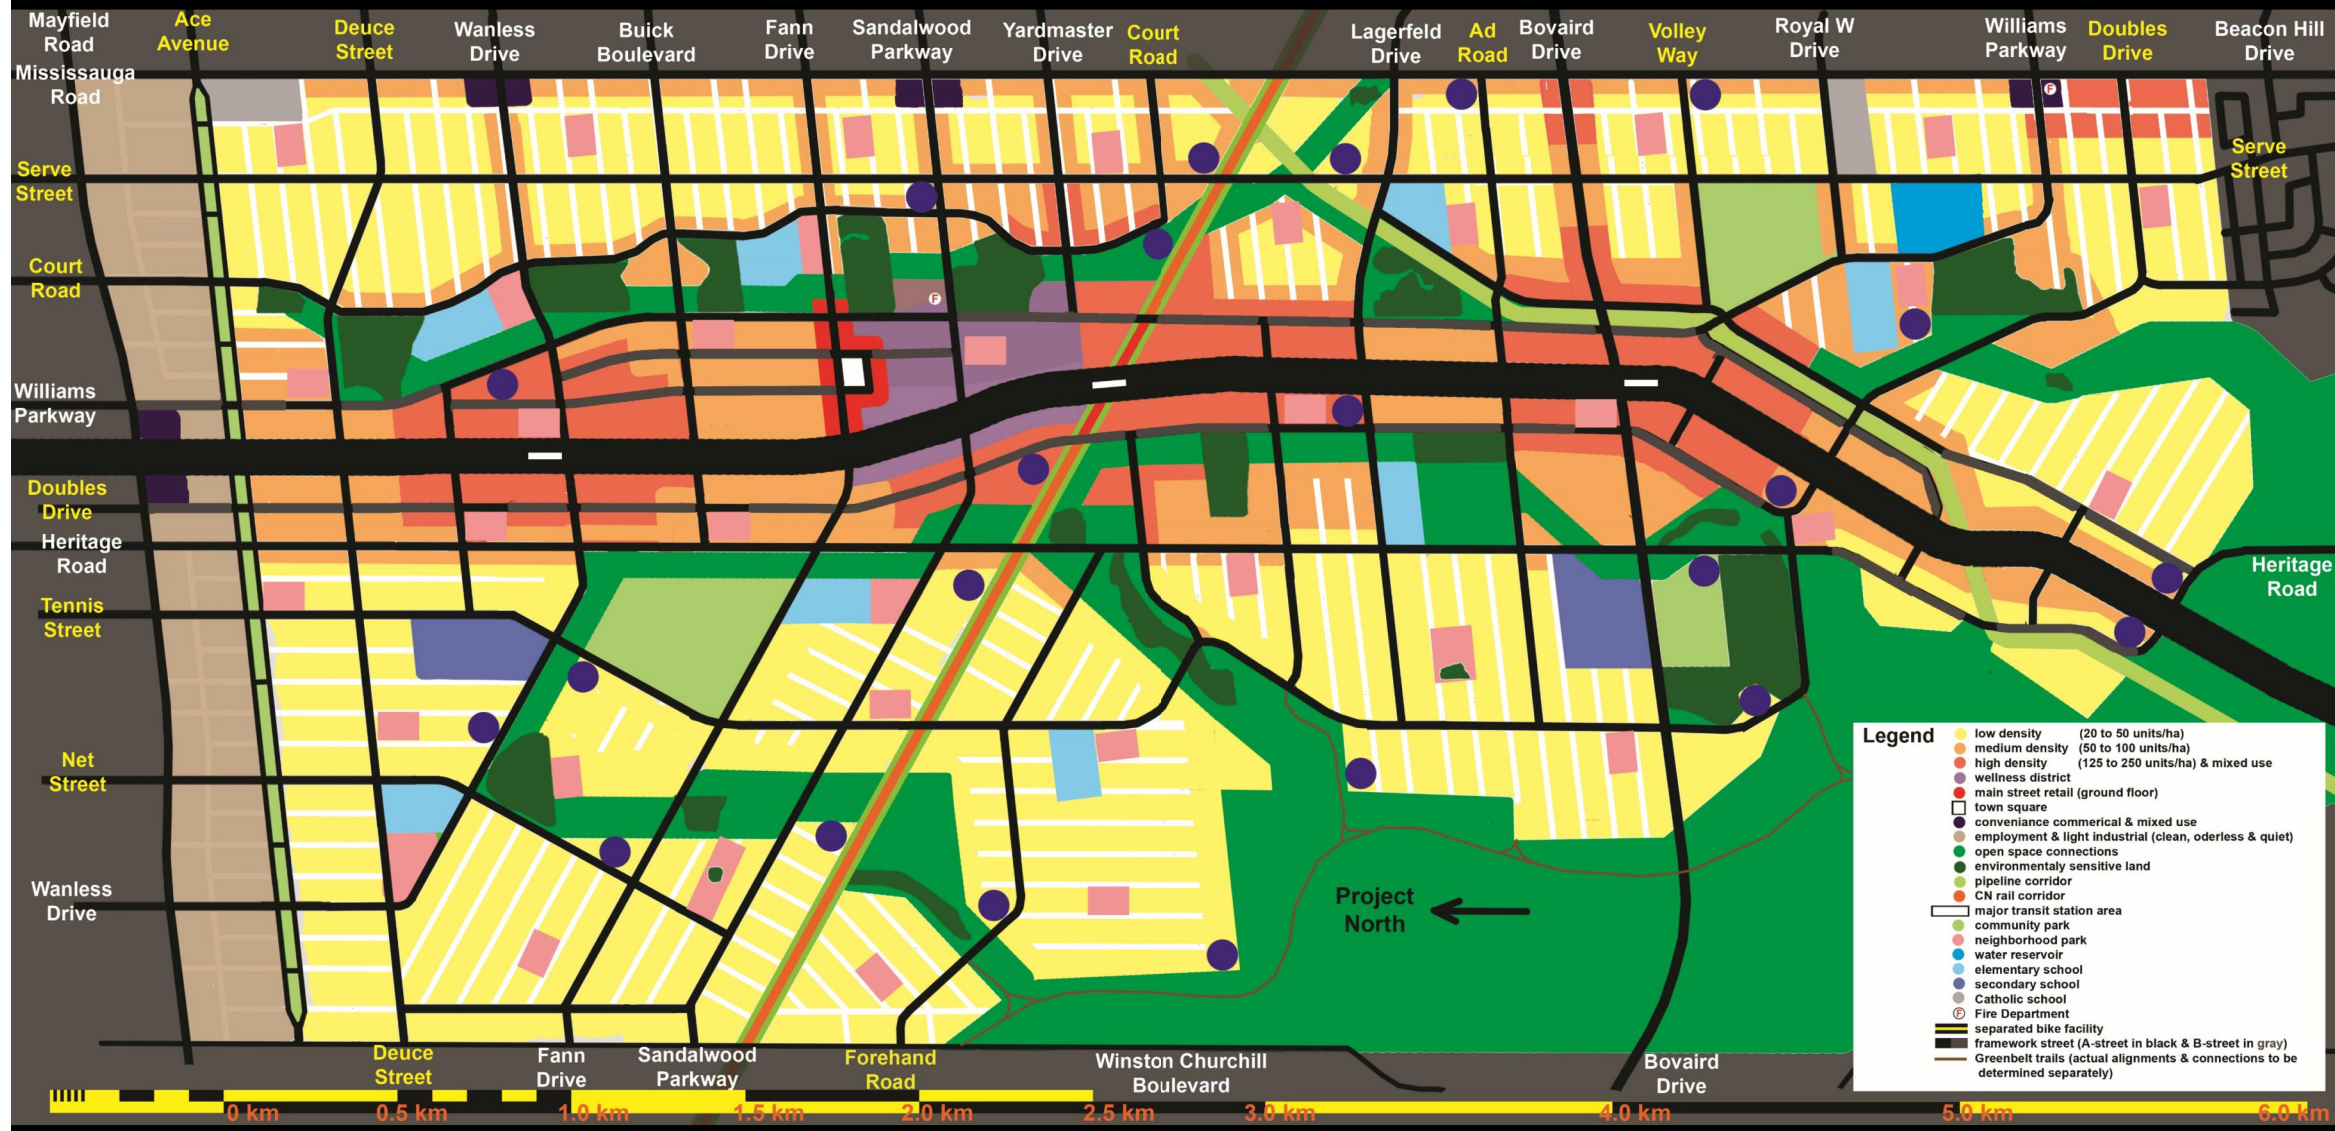 Mayfield
Road
Ace
Avenue
Deuce
Street
Wanless
Drive
Buick
Boulevard
Fann
Drive
Sandalwood
Parkway
Yardmaster
Drive
Court
Road
Lagerfeld
Drive
Ad
Road
Bovaird
Drive
Volley
Way
Royal W
Drive
Williams
Parkway
Doubles
Drive
Beacon Hill
Drive
Mississauga
Road
F
Serve
Street
Serve
Street
Court
Road
F
Williams
Parkway
Doubles
Drive
Heritage
Road
Heritage
Road
Tennis
Street
Net
Street
Wanless
Drive
Project
North
Legend
low density (20 to 50 units/ha)
medium density (50 to 100 units/ha)
high density (125 to 250 units/ha) & mixed use
wellness district
main street retail (ground floor)
town square
conveniance commerical & mixed use
employment & light industrial (clean, oderless & quiet)
open space connections
environmentaly sensitive land
pipeline corridor
CN rail corridor
major transit station area
community park
neighborhood park
water reservoir
elementary school
secondary school
Catholic school
F Fire Department
separated bike facility
framework street (A-street in black & B-street in gray)
Greenbelt trails (actual alignments & connections to be
determined separately)
Deuce
Street
Fann
Drive
Sandalwood
Parkway
Forehand
Road
Winston Churchill
Boulevard
Bovaird
Drive
0 km 0.5 km 1.0 km 1.5 km 2.0 km 2.5 km 3.0 km 4.0 km 5.0 km 6.0 km